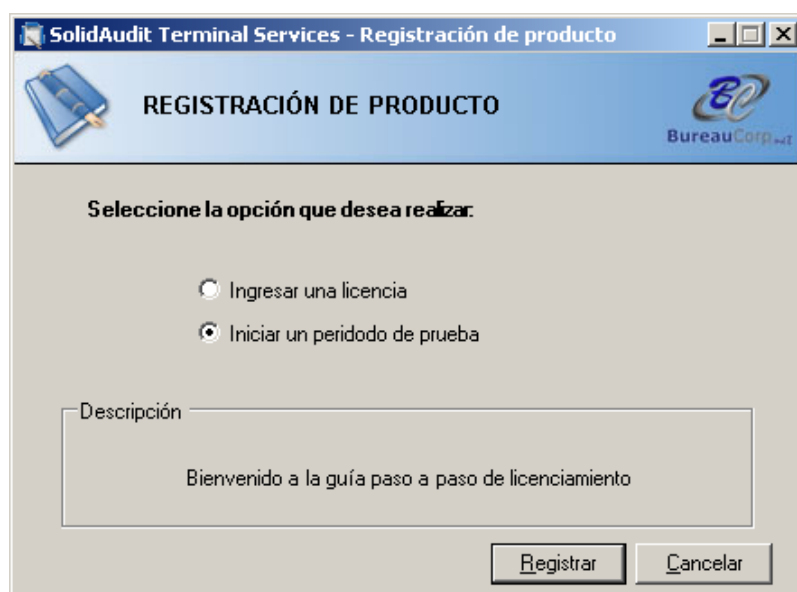 SolidAudit Terminal Services - Registración de producto
REGISTRACIÓN DE PRODUCTO
BC
BureauCorp
Seleccione la opción que desea realizar:
Ingresar una licencia
Iniciar un peridodo de prueba
Descripción
Bienvenido a la guía paso a paso de licenciamiento
Registrar
Cancelar